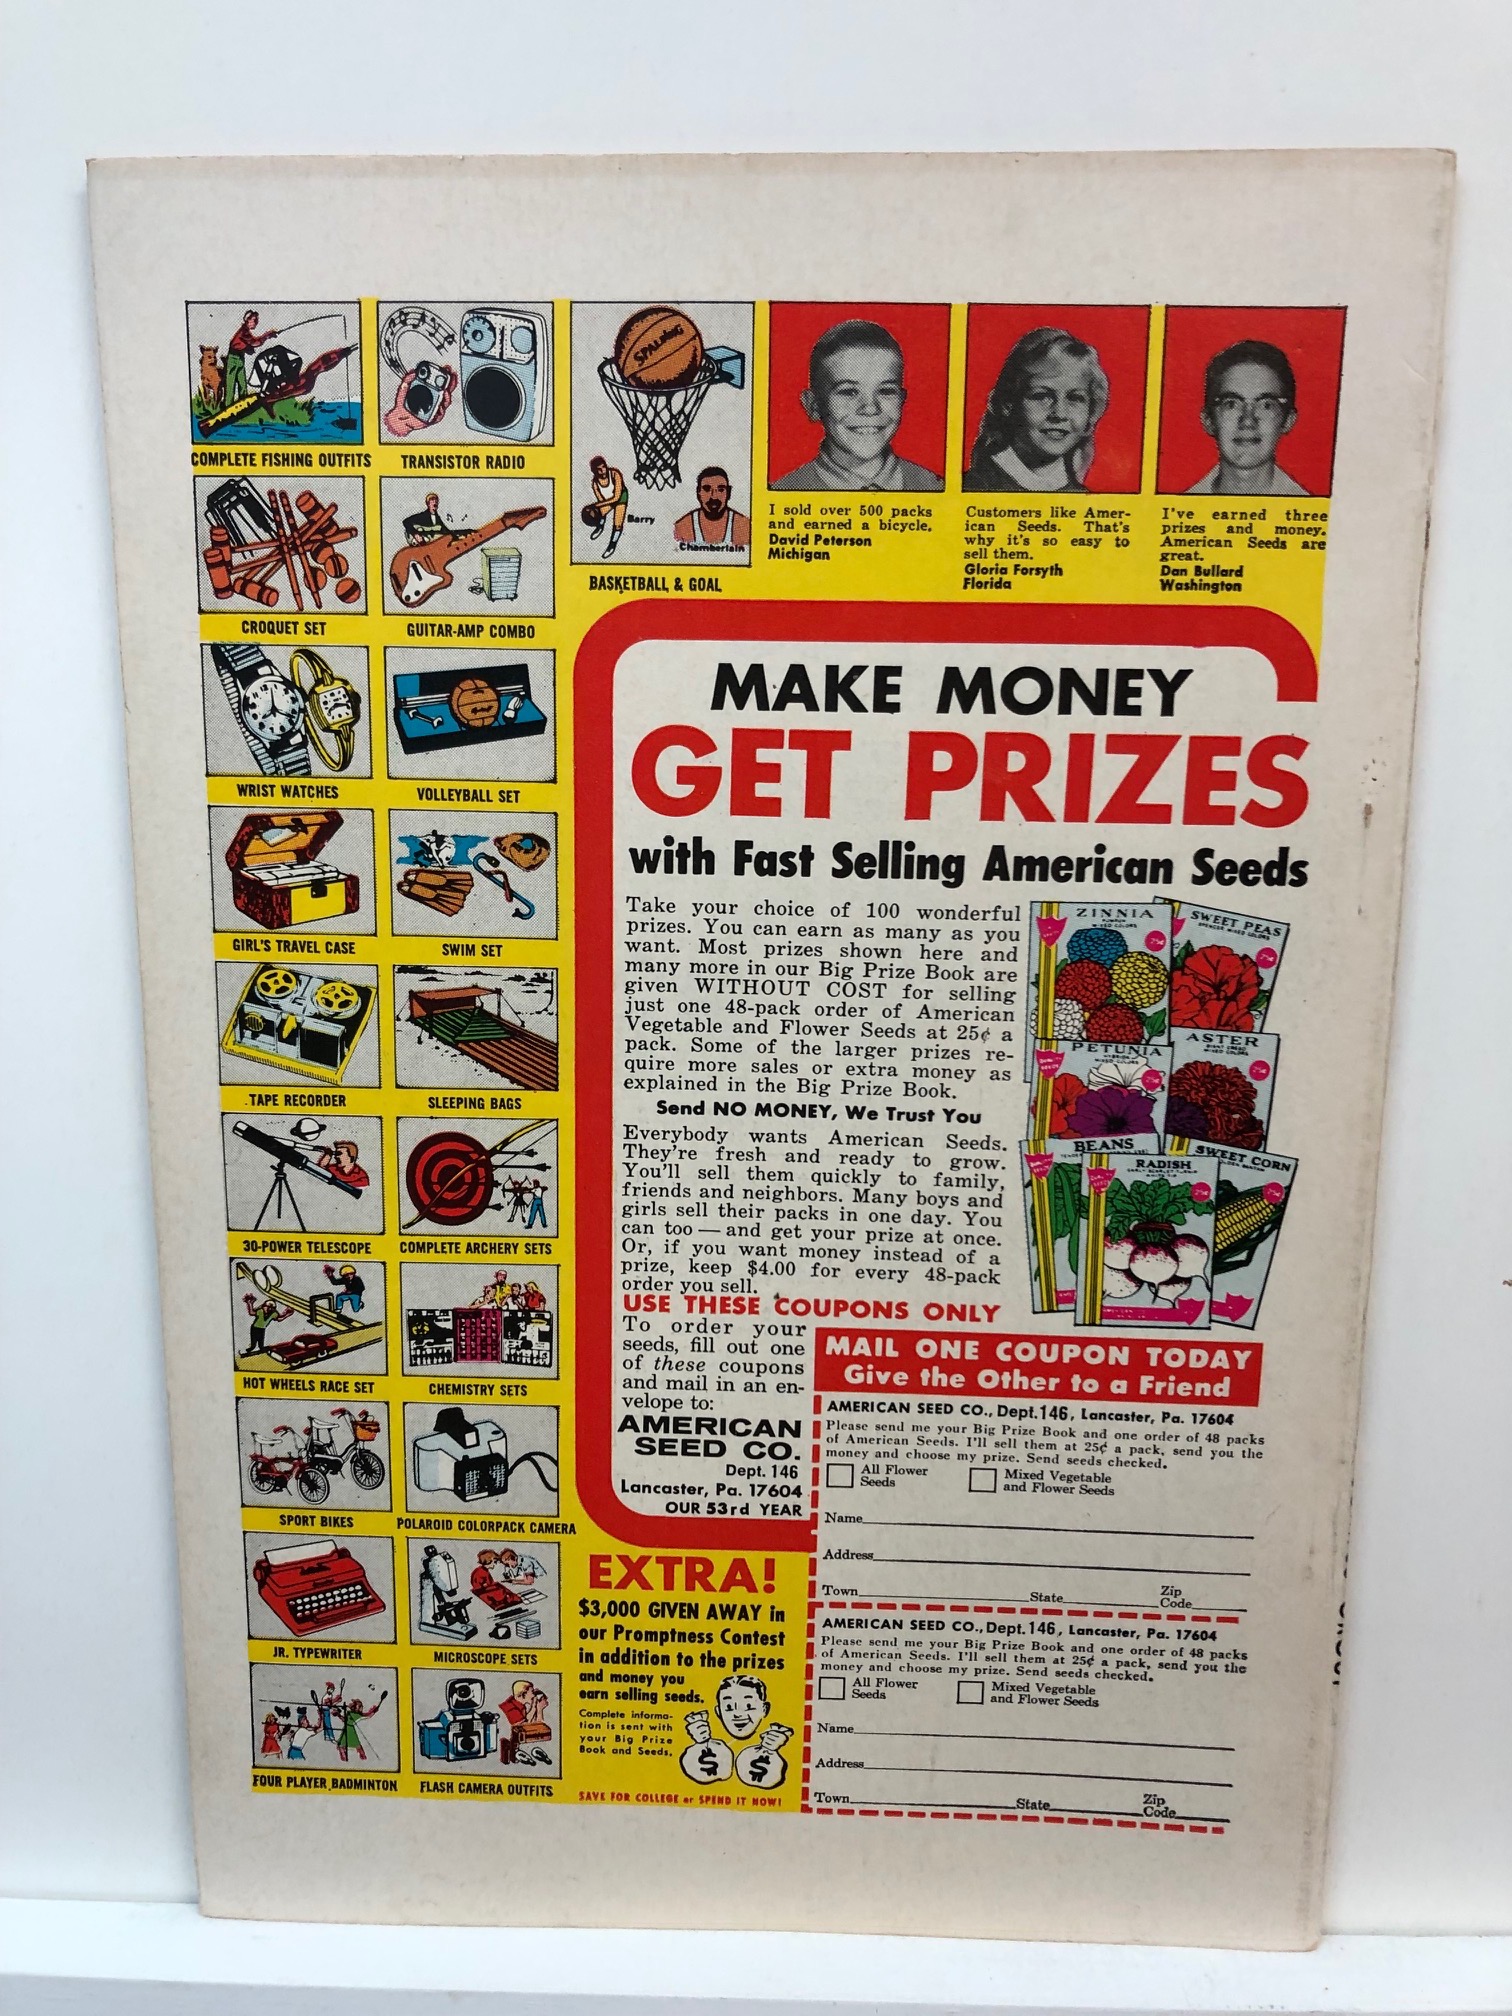 COMPLETE FISHING OUTFITS
TRANSISTOR RADIO
SPALDING
Barry
Chamberlain
BASKETBALL & GOAL
CROQUET SET
GUITAR-AMP COMBO
WRIST WATCHES
VOLLEYBALL SET
GIRL'S TRAVEL CASE
SWIM SET
TAPE RECORDER
SLEEPING BAGS
30-POWER TELESCOPE
COMPLETE ARCHERY SETS
HOT WHEELS RACE SET
CHEMISTRY SETS
SPORT BIKES
POLAROID COLORPACK CAMERA
JR. TYPEWRITER
MICROSCOPE SETS
FOUR PLAYER BADMINTON
FLASH CAMERA OUTFITS
I sold over 500 packs
and earned a bicycle.
David Peterson
Michigan
Customers like Amer-
ican Seeds. That's
why it's so easy to
sell them.
Gloria Forsyth
Florida
I've earned three
prizes and money.
American Seeds are
great.
Dan Bullard
Washington
MAKE MONEY
GET PRIZES
with Fast Selling American Seeds
Take your choice of 100 wonderful
prizes. You can earn as many as you
want. Most prizes shown here and
many more in our Big Prize Book are
given WITHOUT COST for selling
just one 48-pack order of American
Vegetable and Flower Seeds at 25¢ a
pack. Some of the larger prizes re-
quire more sales or extra money as
explained in the Big Prize Book.
Send NO MONEY, We Trust You
Everybody wants American Seeds.
They're fresh and ready to grow.
You'll sell them quickly to family,
friends and neighbors. Many boys and
girls sell their packs in one day. You
can too — and get your prize at once.
Or, if you want money instead of a
prize, keep $4.00 for every 48-pack
order you sell.
ZINNIA
MIXED COLORS
25¢
SWEET PEAS
SPENCER MIXED COLORS
25¢
PETUNIA
MIXED COLORS
25¢
ASTER
MIXED COLORS
25¢
BEANS
RADISH
25¢
SWEET CORN
25¢
USE THESE COUPONS ONLY
To order your
seeds, fill out one
of these coupons
and mail in an en-
velope to:
AMERICAN
SEED CO.
Dept. 146
Lancaster, Pa. 17604
OUR 53rd YEAR
MAIL ONE COUPON TODAY
Give the Other to a Friend
AMERICAN SEED CO., Dept. 146, Lancaster, Pa. 17604
Please send me your Big Prize Book and one order of 48 packs
of American Seeds. I'll sell them at 25¢ a pack, send you the
money and choose my prize. Send seeds checked.
All Flower Seeds
Mixed Vegetable and Flower Seeds
Name
Address
Town State Zip Code
AMERICAN SEED CO., Dept. 146, Lancaster, Pa. 17604
Please send me your Big Prize Book and one order of 48 packs
of American Seeds. I'll sell them at 25¢ a pack, send you the
money and choose my prize. Send seeds checked.
All Flower Seeds
Mixed Vegetable and Flower Seeds
Name
Address
Town State Zip Code
EXTRA!
$3,000 GIVEN AWAY in
our Promptness Contest
in addition to the prizes
and money you
earn selling seeds.
Complete informa-
tion is sent with
your Big Prize
Book and Seeds.
$ $
SAVE FOR COLLEGE or SPEND IT NOW!